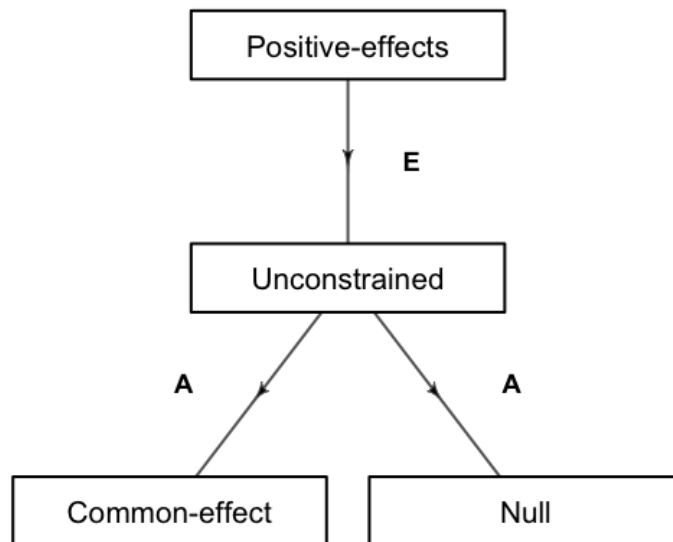 Positive-effects
E
Unconstrained
A
A
Common-effect
Null